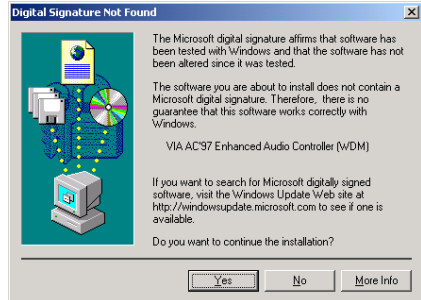 Digital Signature Not Found
The Microsoft digital signature affirms that software has
been tested with Windows and that the software has not
been altered since it was tested.
The software you are about to install does not contain a
Microsoft digital signature. Therefore, there is no
guarantee that this software works correctly with
Windows.
VIA AC'97 Enhanced Audio Controller (WDM)
If you want to search for Microsoft digitally signed
software, visit the Windows Update Web site at
http://windowsupdate.microsoft.com to see if one is
available.
Do you want to continue the installation?
Yes No More Info